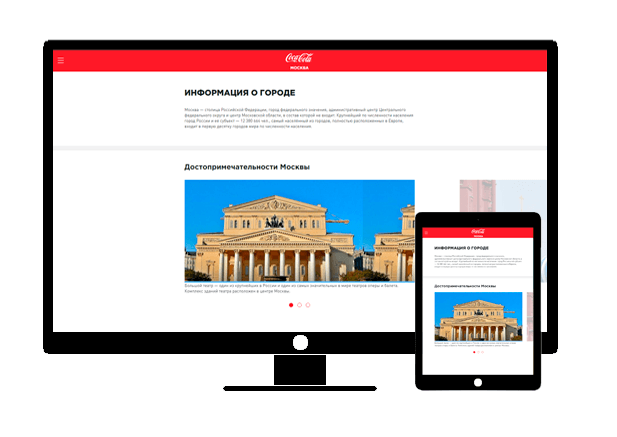 Coca-Cola
МОСКВА
ИНФОРМАЦИЯ О ГОРОДЕ
Москва — столица Российской Федерации, город федерального значения, административный центр Центрального
федерального округа и центр Московской области, в состав которой не входит. Крупнейший по численности населения
город России и её субъект — 12 380 664 чел., самый населённый из городов, полностью расположенных в Европе,
входит в первую десятку городов мира по численности населения.
Достопримечательности Москвы
Большой театр — один из крупнейших в России и один из самых значительных в мире театров оперы и балета.
Комплекс зданий театра расположен в центре Москвы.
Coca-Cola
ИНФОРМАЦИЯ О ГОРОДЕ
Достопримечательности Москвы